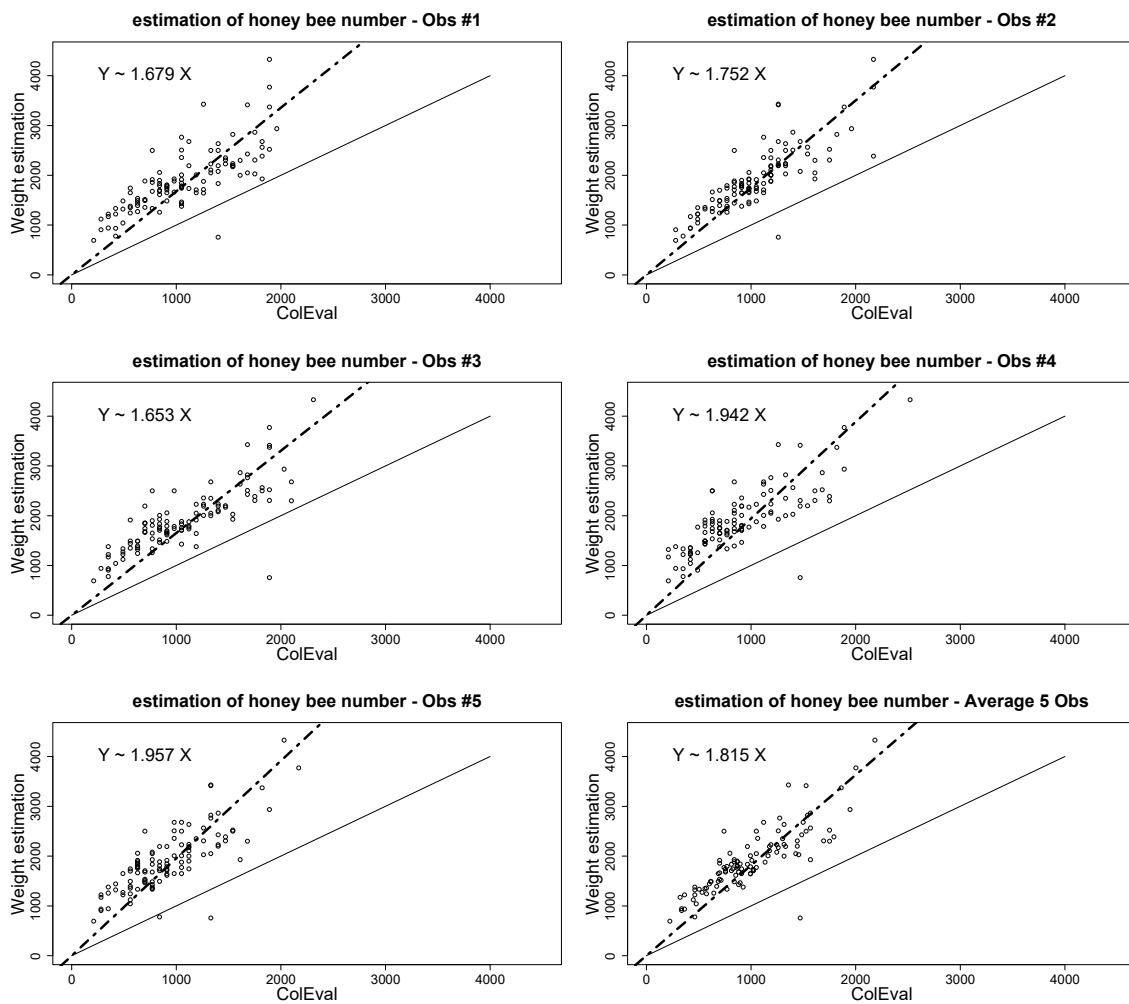 estimation of honey bee number - Obs #1
Y ~ 1.679 X
Weight estimation
0 1000 2000 3000 4000
0 1000 2000 3000 4000
ColEval
estimation of honey bee number - Obs #2
Y ~ 1.752 X
Weight estimation
0 1000 2000 3000 4000
0 1000 2000 3000 4000
ColEval
estimation of honey bee number - Obs #3
Y ~ 1.653 X
Weight estimation
0 1000 2000 3000 4000
0 1000 2000 3000 4000
ColEval
estimation of honey bee number - Obs #4
Y ~ 1.942 X
Weight estimation
0 1000 2000 3000 4000
0 1000 2000 3000 4000
ColEval
estimation of honey bee number - Obs #5
Y ~ 1.957 X
Weight estimation
0 1000 2000 3000 4000
0 1000 2000 3000 4000
ColEval
estimation of honey bee number - Average 5 Obs
Y ~ 1.815 X
Weight estimation
0 1000 2000 3000 4000
0 1000 2000 3000 4000
ColEval